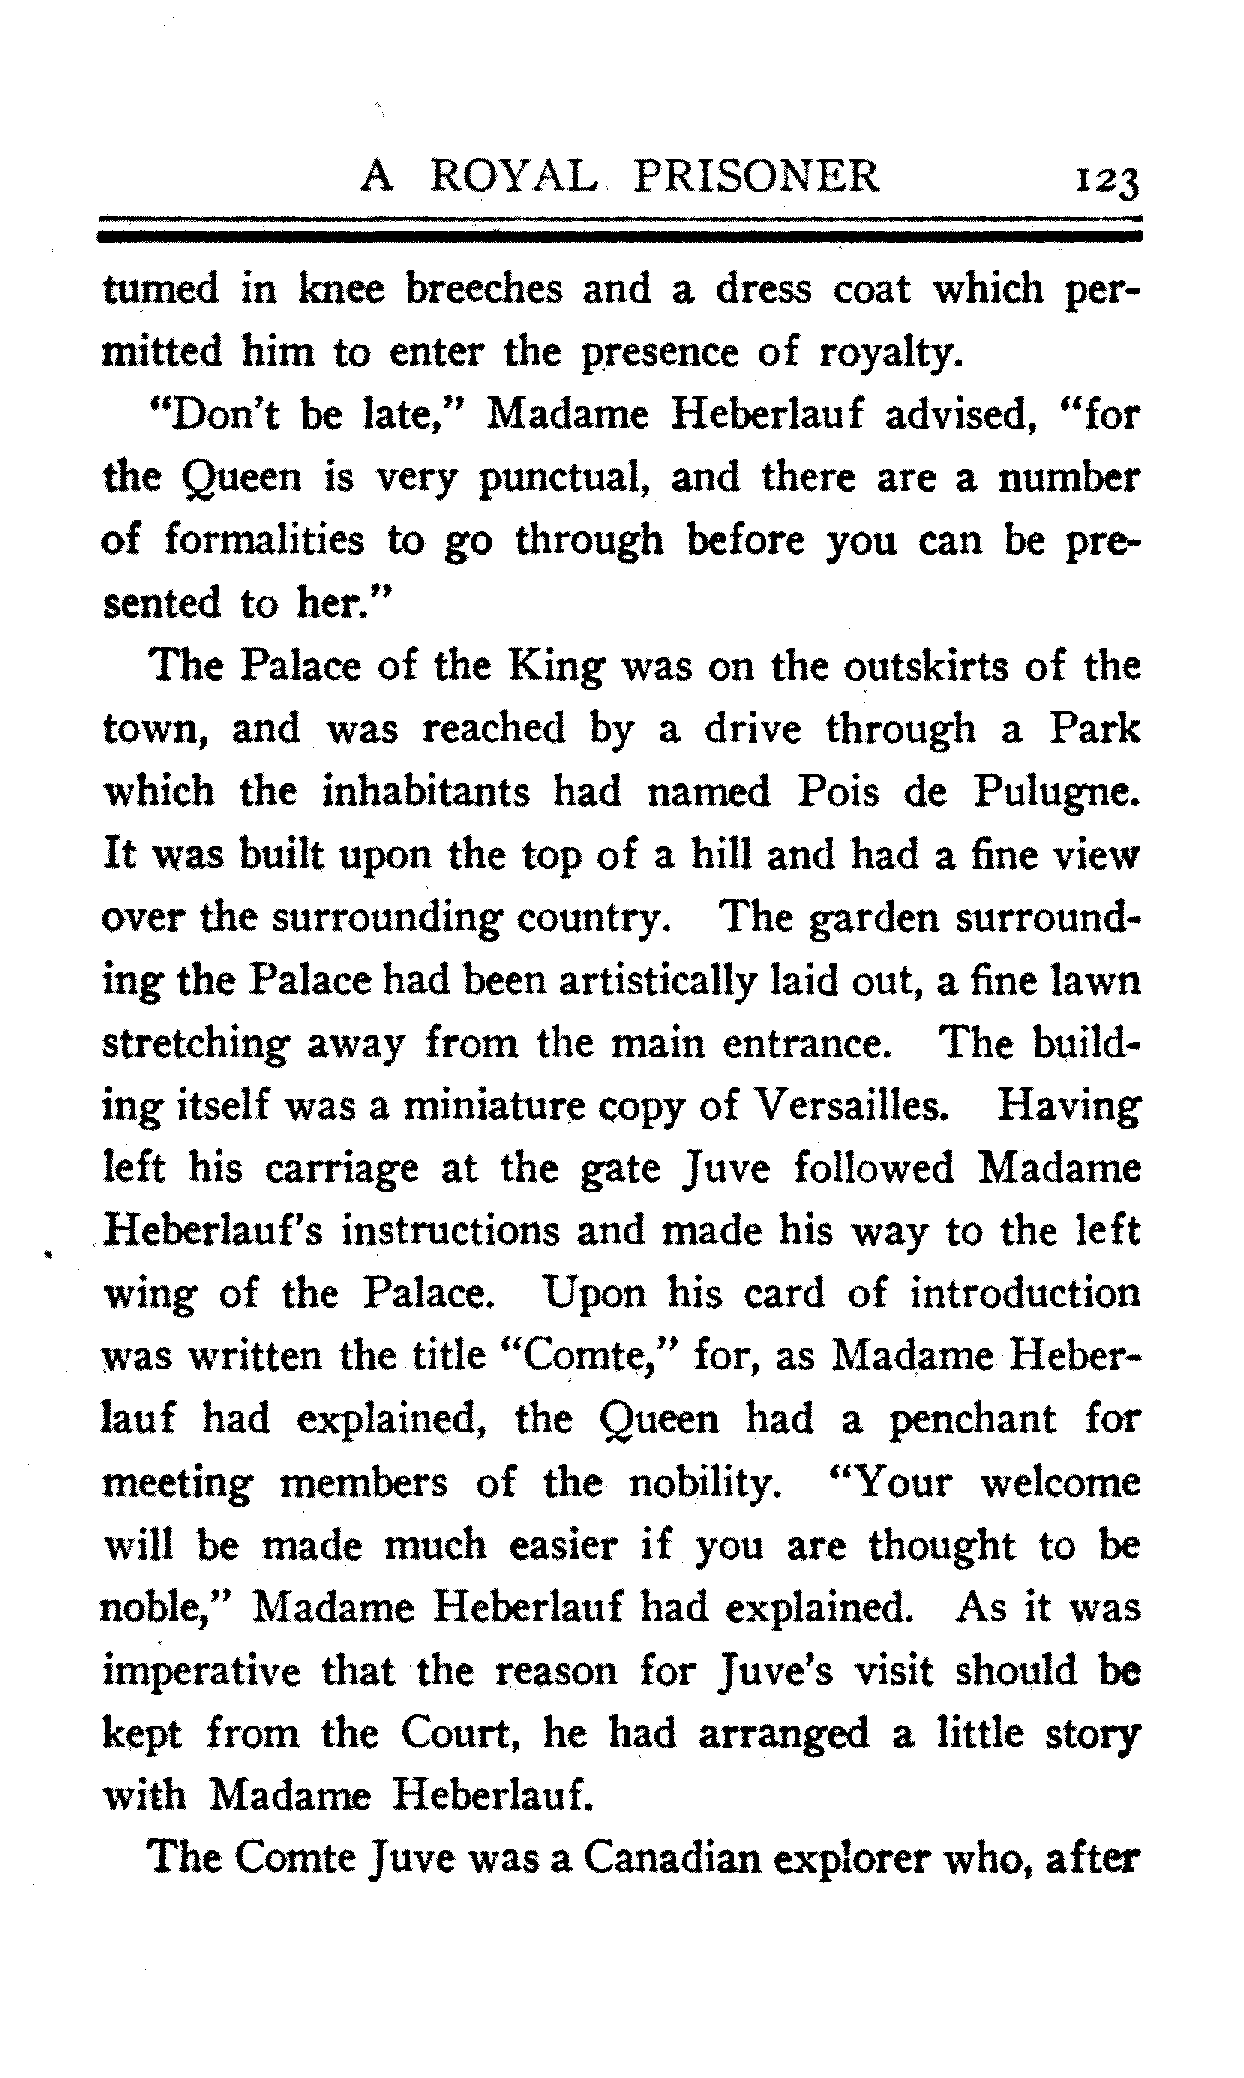 A ROYAL PRISONER 123
tumed in knee breeches and a dress coat which per-
mitted him to enter the presence of royalty.
"Don't be late," Madame Heberlauf advised, "for
the Queen is very punctual, and there are a number
of formalities to go through before you can be pre-
sented to her."
The Palace of the King was on the outskirts of the
town, and was reached by a drive through a Park
which the inhabitants had named Pois de Pulugne.
It was built upon the top of a hill and had a fine view
over the surrounding country. The garden surround-
ing the Palace had been artistically laid out, a fine lawn
stretching away from the main entrance. The build-
ing itself was a miniature copy of Versailles. Having
left his carriage at the gate Juve followed Madame
Heberlauf's instructions and made his way to the left
wing of the Palace. Upon his card of introduction
was written the title "Comte," for, as Madame Heber-
lauf had explained, the Queen had a penchant for
meeting members of the nobility. "Your welcome
will be made much easier if you are thought to be
noble," Madame Heberlauf had explained. As it was
imperative that the reason for Juve's visit should be
kept from the Court, he had arranged a little story
with Madame Heberlauf.
The Comte Juve was a Canadian explorer who, after